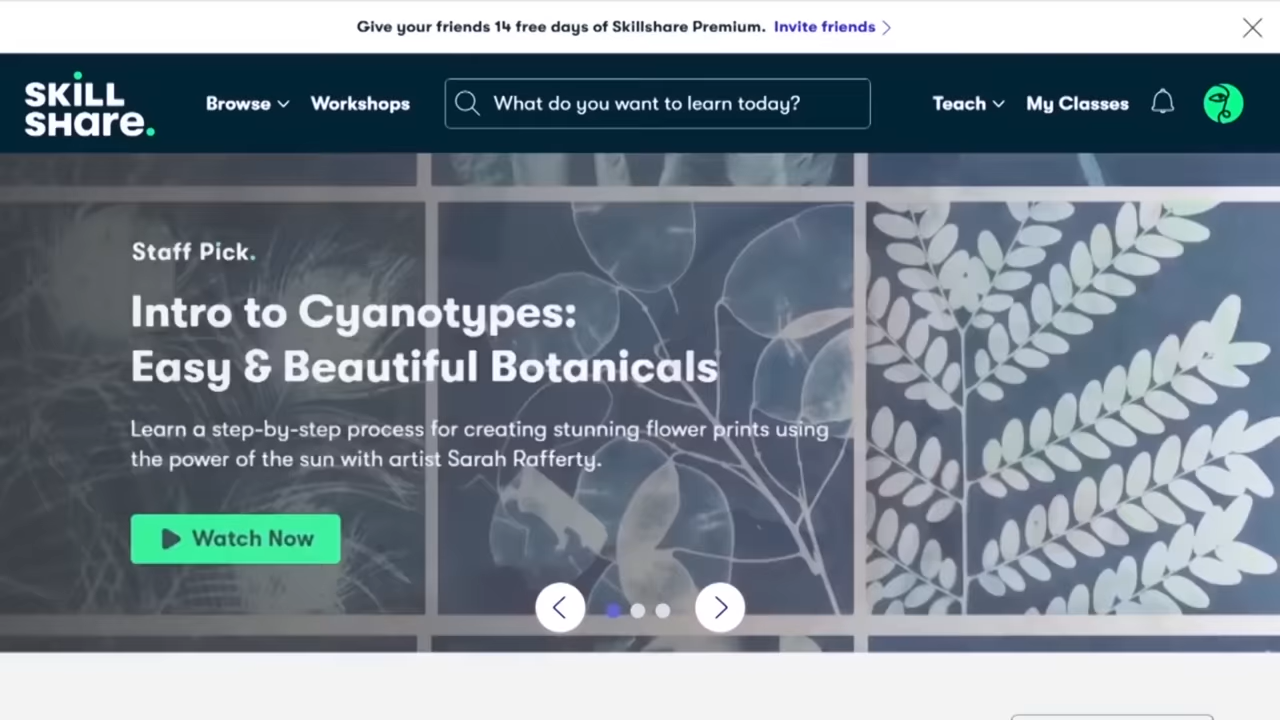 Give your friends 14 free days of Skillshare Premium. Invite friends
SKILL
SHare.
Browse
Workshops
What do you want to learn today?
Teach
My Classes
Staff Pick.
Intro to Cyanotypes:
Easy & Beautiful Botanicals
Learn a step-by-step process for creating stunning flower prints using
the power of the sun with artist Sarah Rafferty.
Watch Now